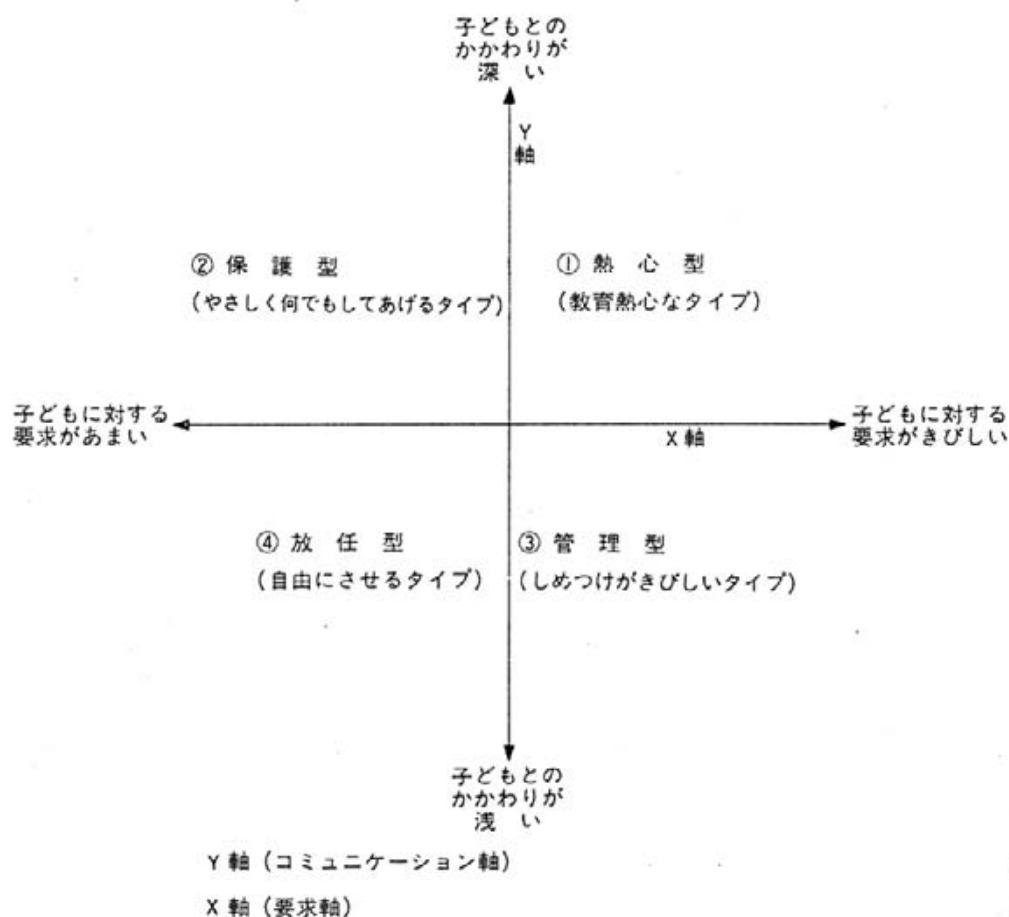 子どもとの
かかわりが
深い
Y
軸
② 保護型
(やさしく何でもしてあげるタイプ)
① 熱心型
(教育熱心なタイプ)
子どもに対する
要求があまい
X軸
子どもに対する
要求がきびしい
④ 放任型
(自由にさせるタイプ)
③ 管理型
(しめつけがきびしいタイプ)
子どもとの
かかわりが
浅い
Y軸(コミュニケーション軸)
X軸(要求軸)